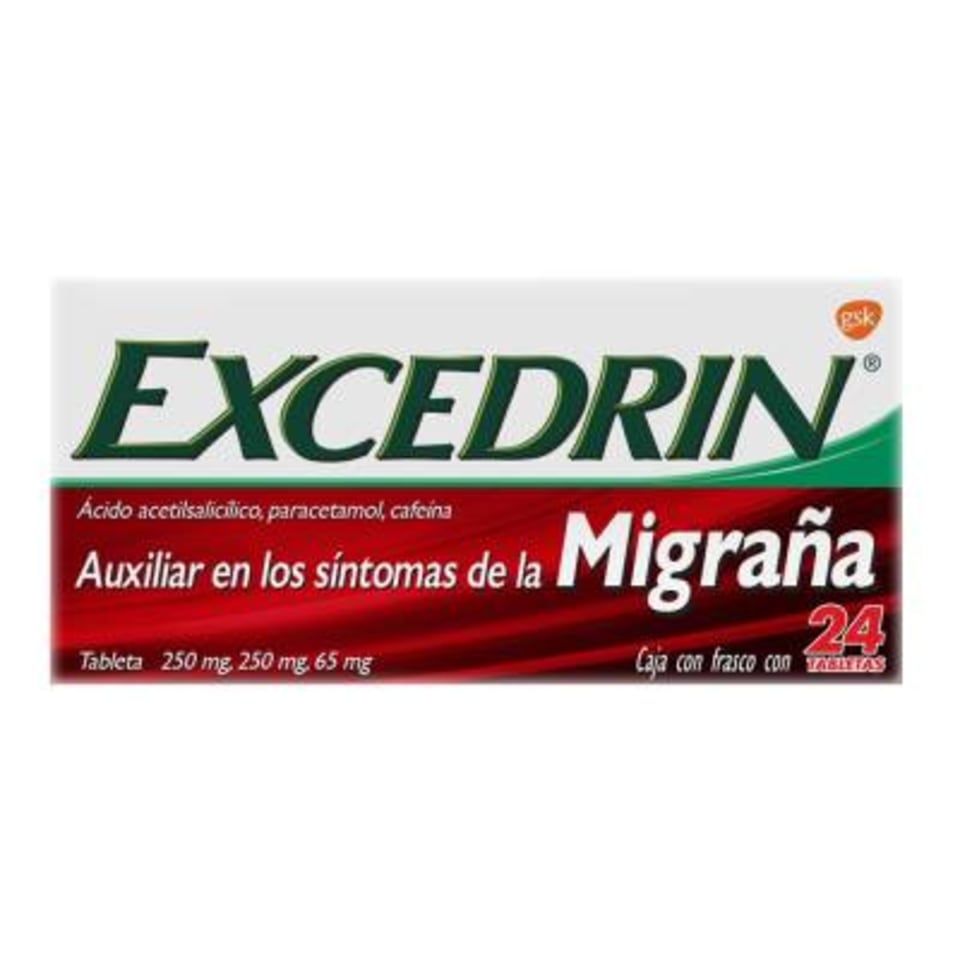 gsk
EXCEDRIN®
Ácido acetilsalicílico, paracetamol, cafeína
Auxiliar en los síntomas de la Migraña
Tableta 250 mg, 250 mg, 65 mg
Caja con frasco con 24 TABLETAS